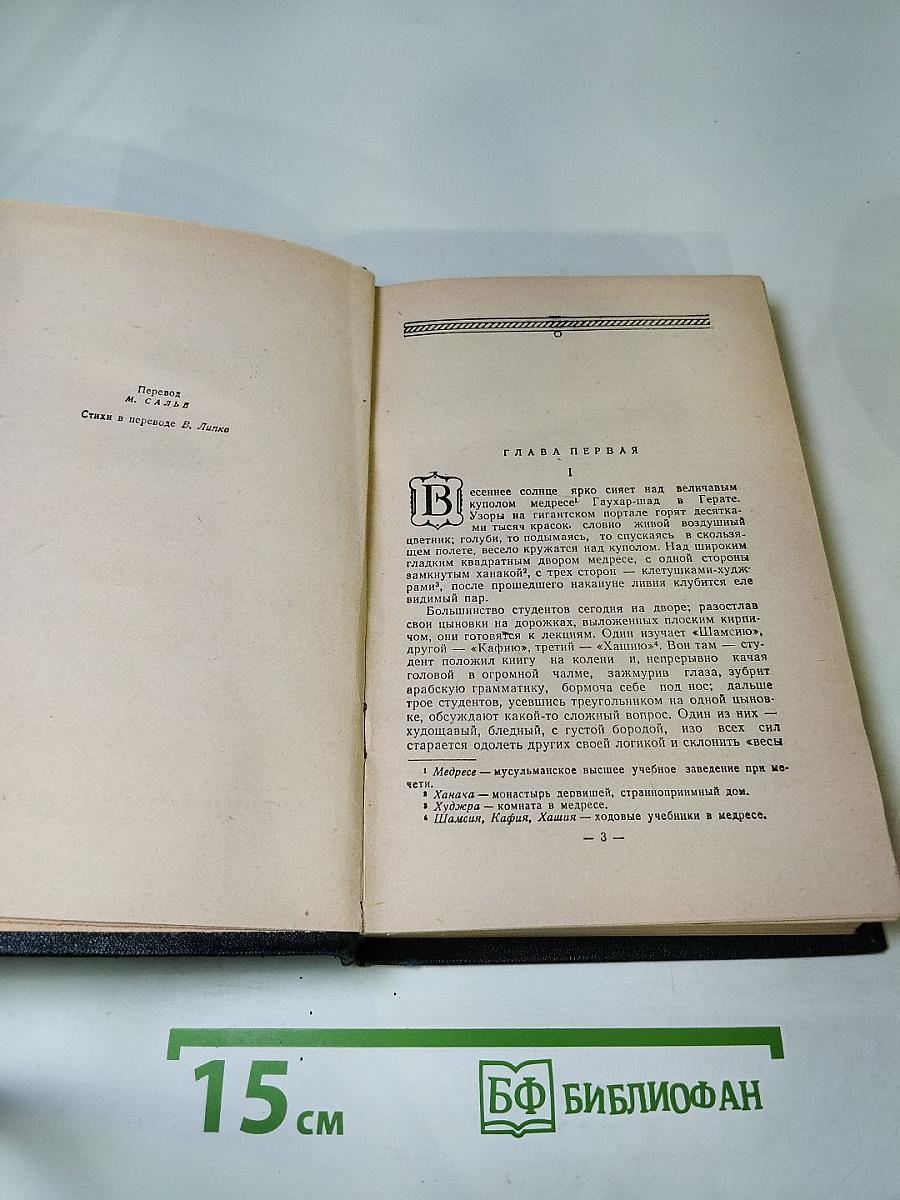 Перевод
М. САЛЬЕ
Стихи в переводе В. Липко
ГЛАВА ПЕРВАЯ
I
Весеннее солнце ярко сияет над величавым
куполом медресе¹ Гаухар-шад в Герате.
Узоры на гигантском портале горят десятка-
ми тысяч красок. словно живой воздушный
цветник; голуби, то подымаясь, то спускаясь в скользя-
щем полете, весело кружатся над куполом. Над широким
гладким квадратным двором медресе, с одной стороны
замкнутым ханакой², с трех сторон — клетушками-худж-
рами³, после прошедшего накануне ливня клубится еле
видимый пар.
Большинство студентов сегодня на дворе; разостлав
свои цыновки на дорожках, выложенных плоским кирпи-
чом, они готовятся к лекциям. Один изучает «Шамсию»,
другой — «Кафию», третий — «Хашию»⁴. Вон там — сту-
дент положил книгу на колени и, непрерывно качая
головой в огромной чалме, зажмурив глаза, зубрит
арабскую грамматику, бормоча себе под нос; дальше
трое студентов, усевшись треугольником на одной цынов-
ке, обсуждают какой-то сложный вопрос. Один из них —
худощавый, бледный, с густой бородой, изо всех сил
старается одолеть других своей логикой и склонить «весы
¹ Медресе — мусульманское высшее учебное заведение при ме-
чети.
² Ханака — монастырь дервишей, странноприимный дом.
³ Худжра — комната в медресе.
⁴ Шамсия, Кафия, Хашия — ходовые учебники в медресе.
— 3 —
15 см
БФ БИБЛИОФАН